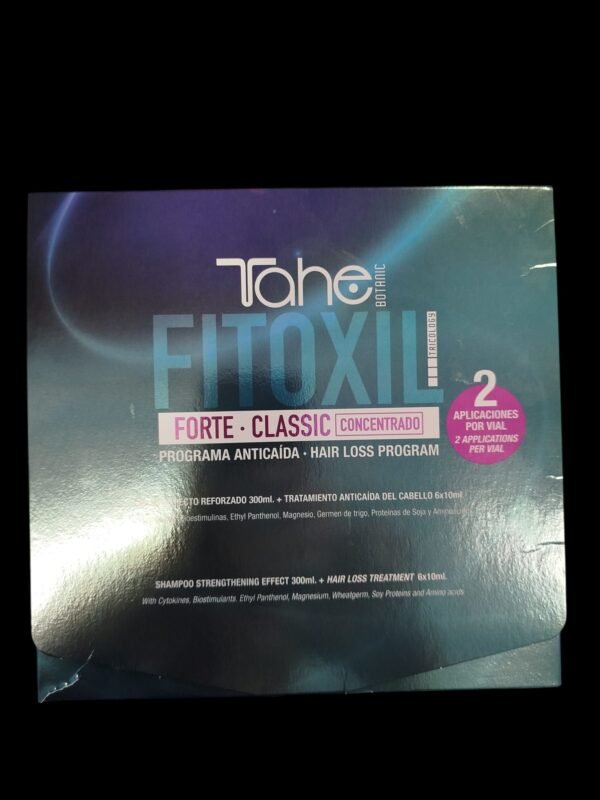 Tahe BOTANIC
FITOXIL TRICOLOGY
FORTE · CLASSIC CONCENTRADO
PROGRAMA ANTICAÍDA · HAIR LOSS PROGRAM
2
APLICACIONES
POR VIAL
2 APPLICATIONS
PER VIAL
REFORZADO 300ml. + TRATAMIENTO ANTICAÍDA DEL CABELLO 6x10ml
Ethyl Panthenol, Magnesio, Germen de trigo, Proteínas de Soja y
SHAMPOO STRENGTHENING EFFECT 300ml. + HAIR LOSS TREATMENT 6x10ml.
With Cytokines, Biostimulants, Ethyl Panthenol, Magnesium, Wheatgerm, Soy Proteins and Amino acids